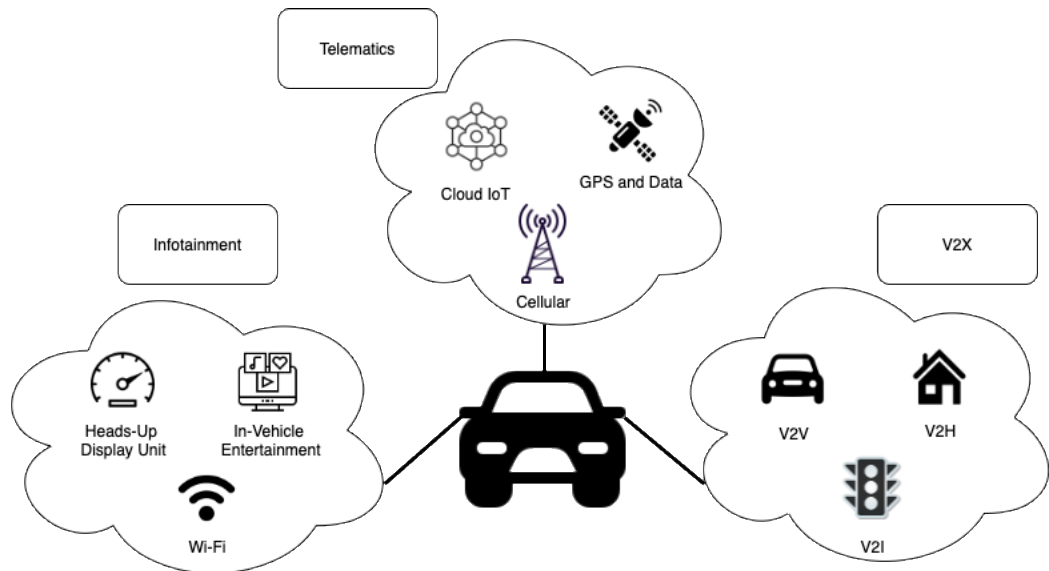 Telematics
Cloud IoT
GPS and Data
Cellular
Infotainment
Heads-Up
Display Unit
In-Vehicle
Entertainment
Wi-Fi
V2X
V2V
V2H
V2I